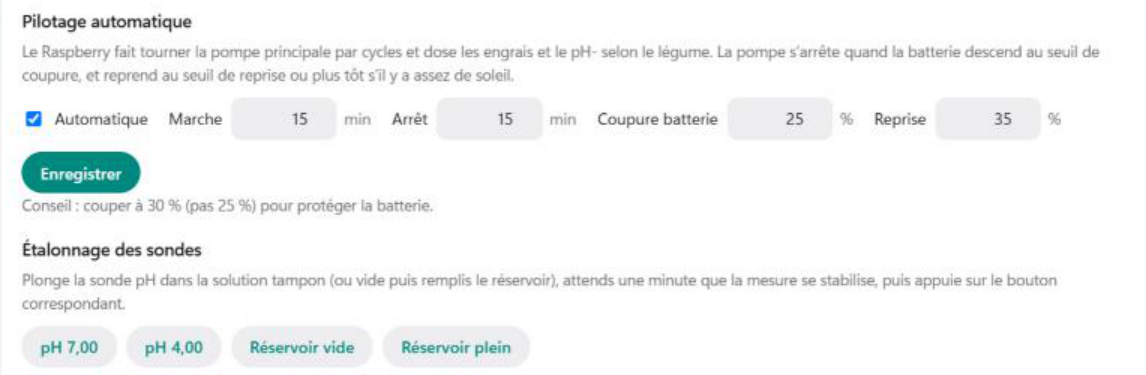 Pilotage automatique
Le Raspberry fait tourner la pompe principale par cycles et dose les engrais et le pH- selon le légume. La pompe s'arrête quand la batterie descend au seuil de
coupure, et reprend au seuil de reprise ou plus tôt s'il y a assez de soleil.
Automatique Marche 15 min Arrêt 15 min Coupure batterie 25 % Reprise 35 %
Enregistrer
Conseil : couper à 30 % (pas 25 %) pour protéger la batterie.
Étalonnage des sondes
Plonge la sonde pH dans la solution tampon (ou vide puis remplis le réservoir), attends une minute que la mesure se stabilise, puis appuie sur le bouton
correspondant.
pH 7,00 pH 4,00 Réservoir vide Réservoir plein